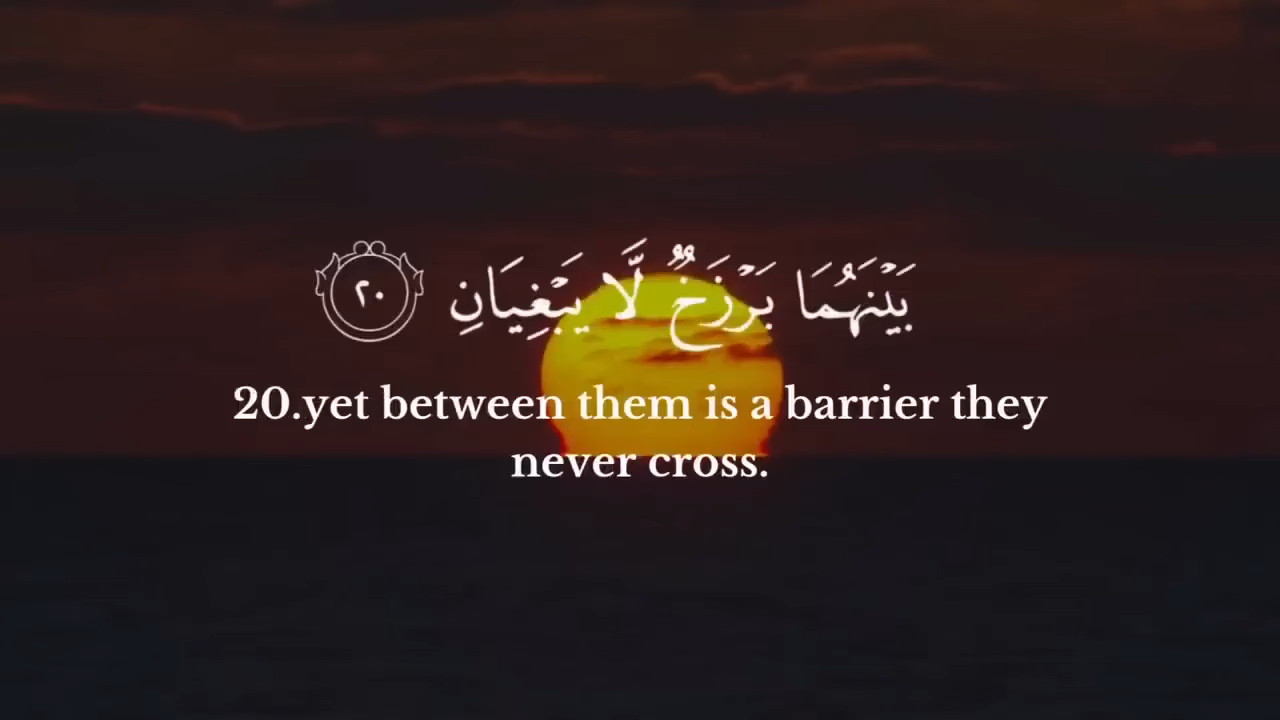 بَيْنَهُمَا بَرْزَخٌ لَّا يَبْغِيَانِ ٢٠
20.yet between them is a barrier they
never cross.